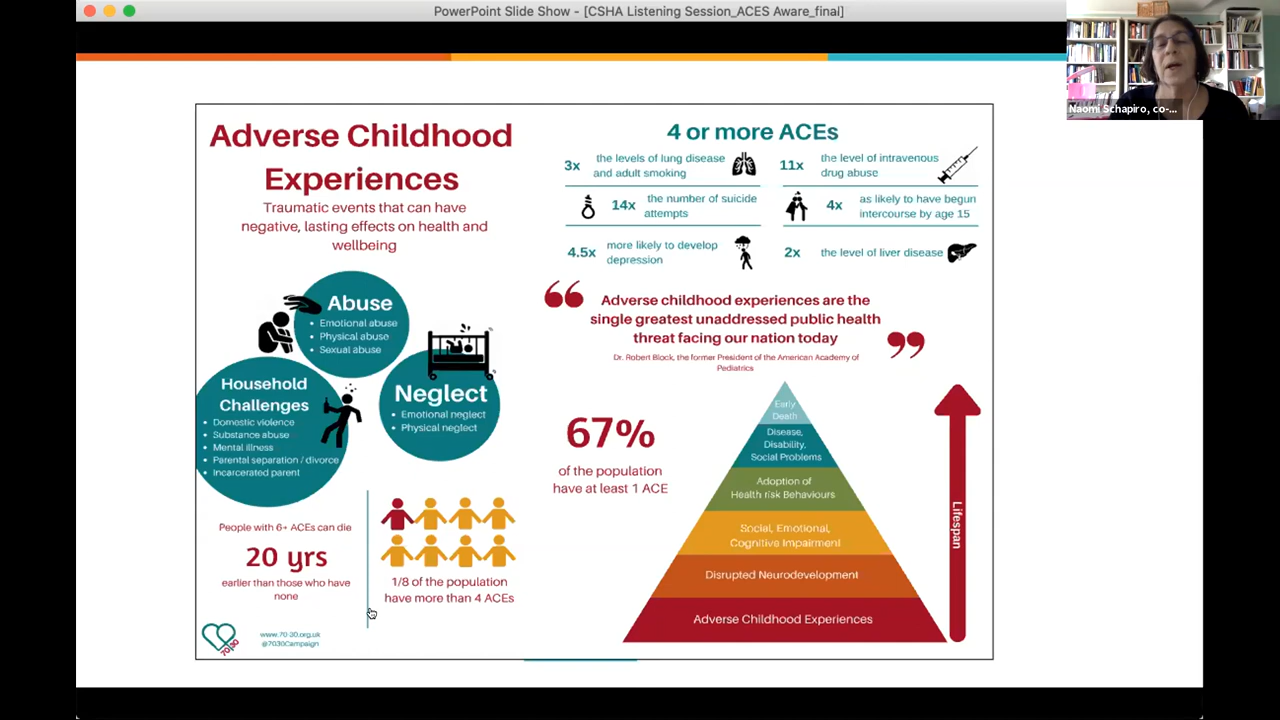 PowerPoint Slide Show - [CSHA Listening Session_ACES Aware_final]
Naomi Schapiro, co-...
Adverse Childhood
Experiences
Traumatic events that can have
negative, lasting effects on health and
wellbeing
Abuse
• Emotional abuse
• Physical abuse
• Sexual abuse
Household
Challenges
• Domestic violence
• Substance abuse
• Mental illness
• Parental separation / divorce
• Incarcerated parent
Neglect
• Emotional neglect
• Physical neglect
People with 6+ ACEs can die
20 yrs
earlier than those who have
none
1/8 of the population
have more than 4 ACEs
70/30
www.70-30.org.uk
@7030Campaign
4 or more ACEs
3x
the levels of lung disease
and adult smoking
11x
the level of intravenous
drug abuse
14x
the number of suicide
attempts
4x
as likely to have begun
intercourse by age 15
4.5x
more likely to develop
depression
2x
the level of liver disease
“Adverse childhood experiences are the
single greatest unaddressed public health
threat facing our nation today”
Dr. Robert Block, the former President of the American Academy of
Pediatrics
67%
of the population
have at least 1 ACE
Early
Death
Disease,
Disability,
Social Problems
Adoption of
Health risk Behaviours
Social, Emotional,
Cognitive Impairment
Disrupted Neurodevelopment
Adverse Childhood Experiences
Lifespan